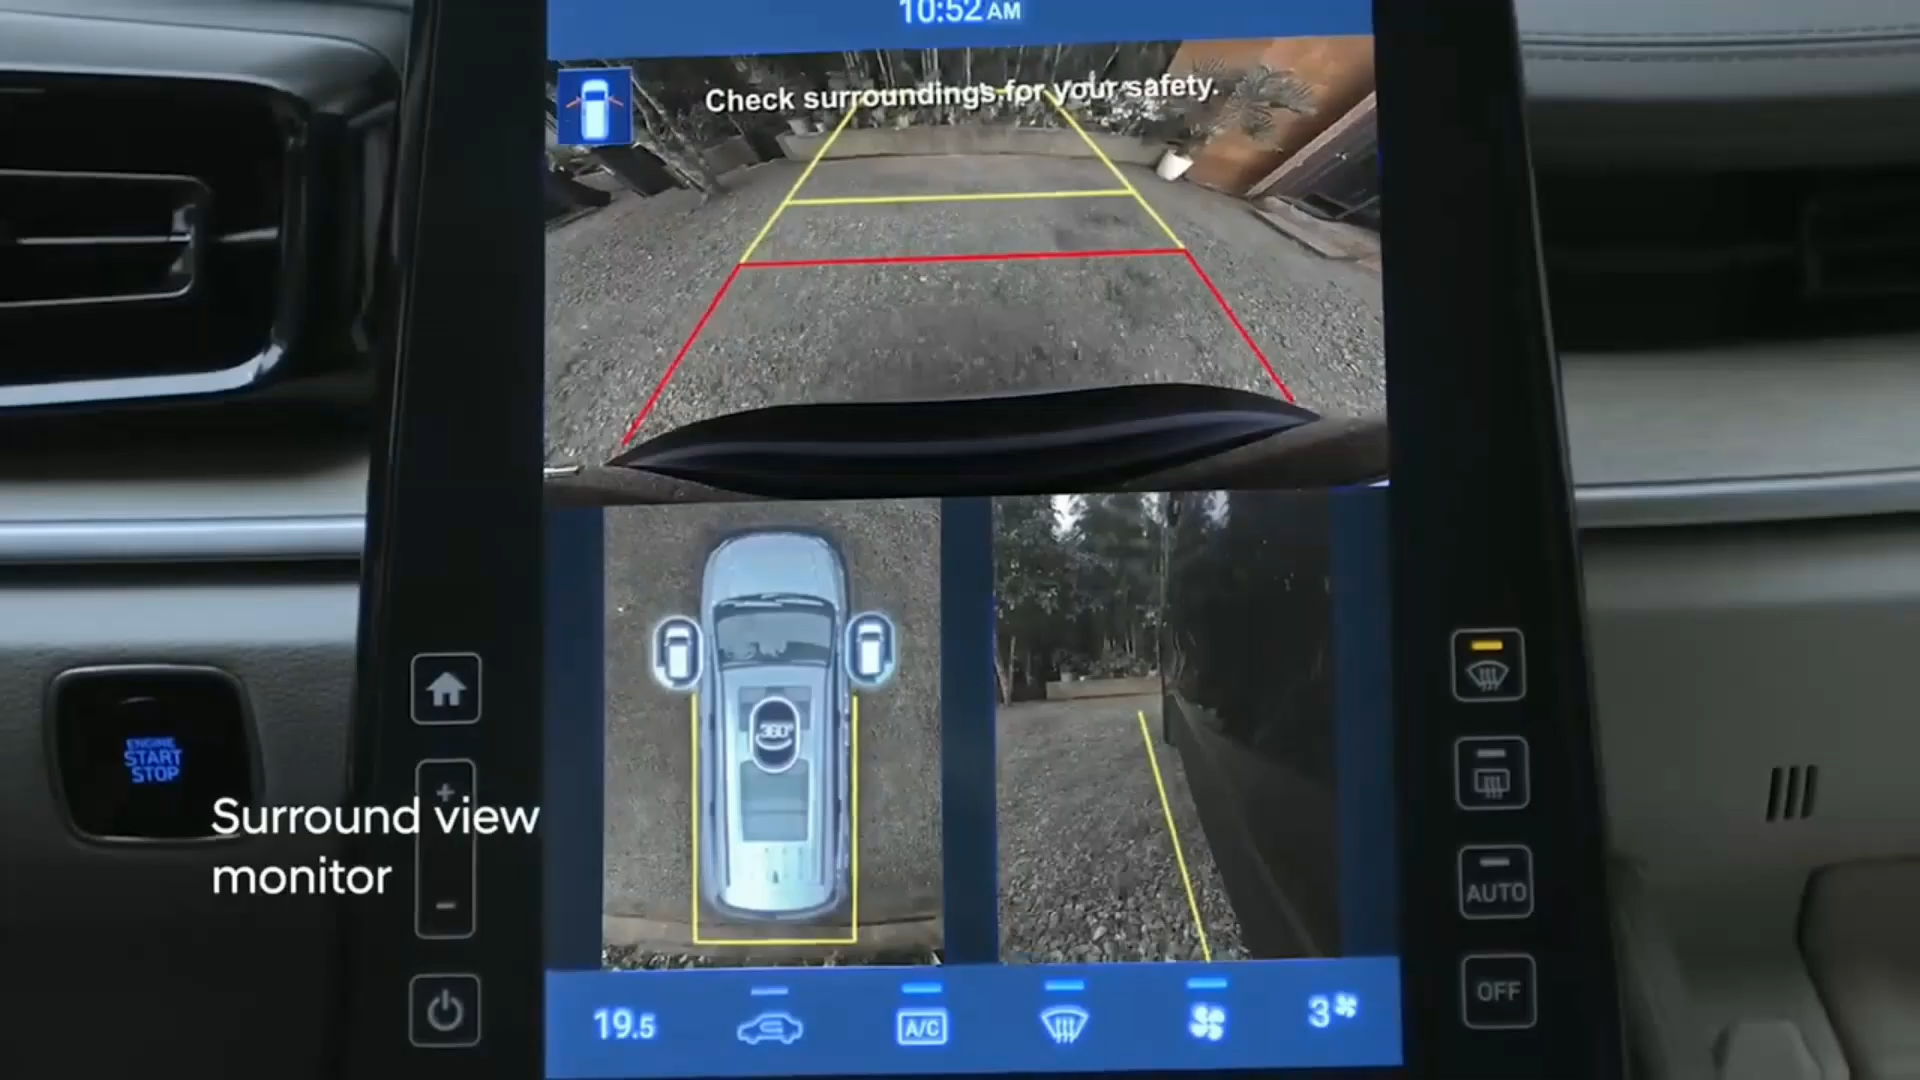 10:52 AM
Check surroundings for your safety.
360°
ENGINE
START
STOP
Surround view
monitor
+
-
AUTO
OFF
19.5
A/C
3